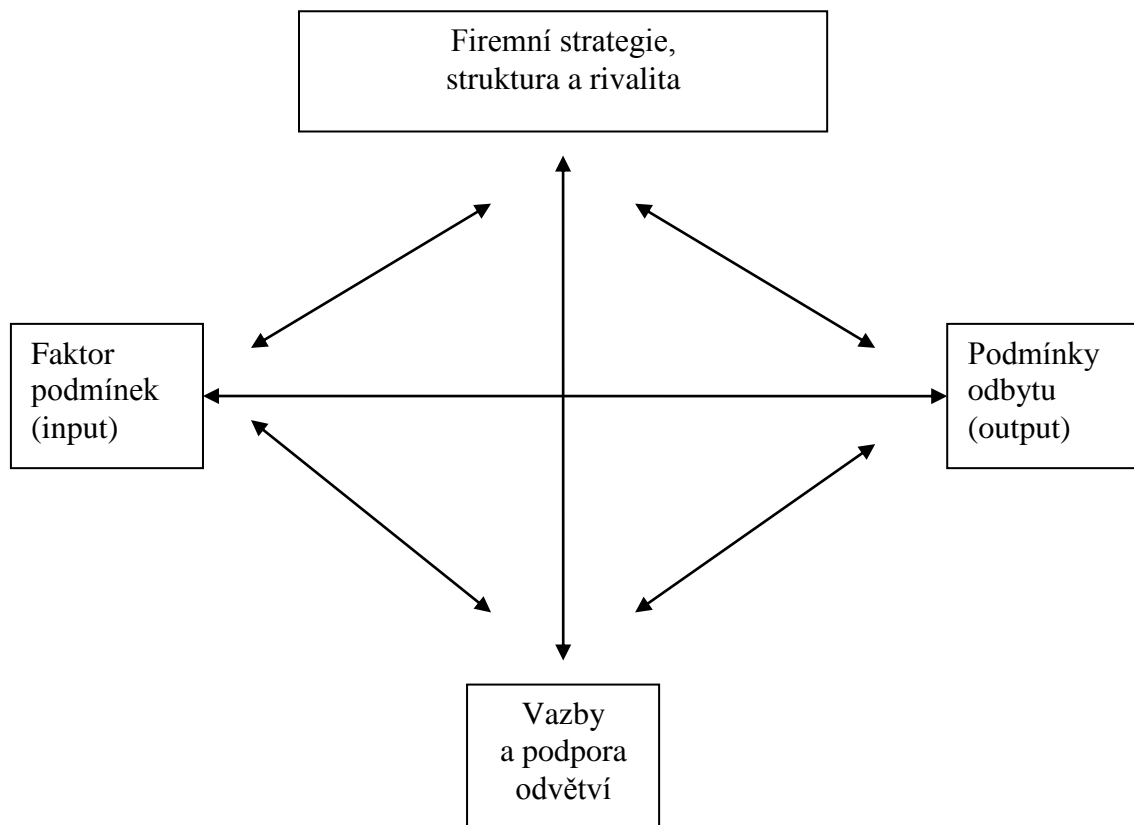 Firemní strategie,
struktura a rivalita
Faktor
podmínek
(input)
Podmínky
odbytu
(output)
Vazby
a podpora
odvětví